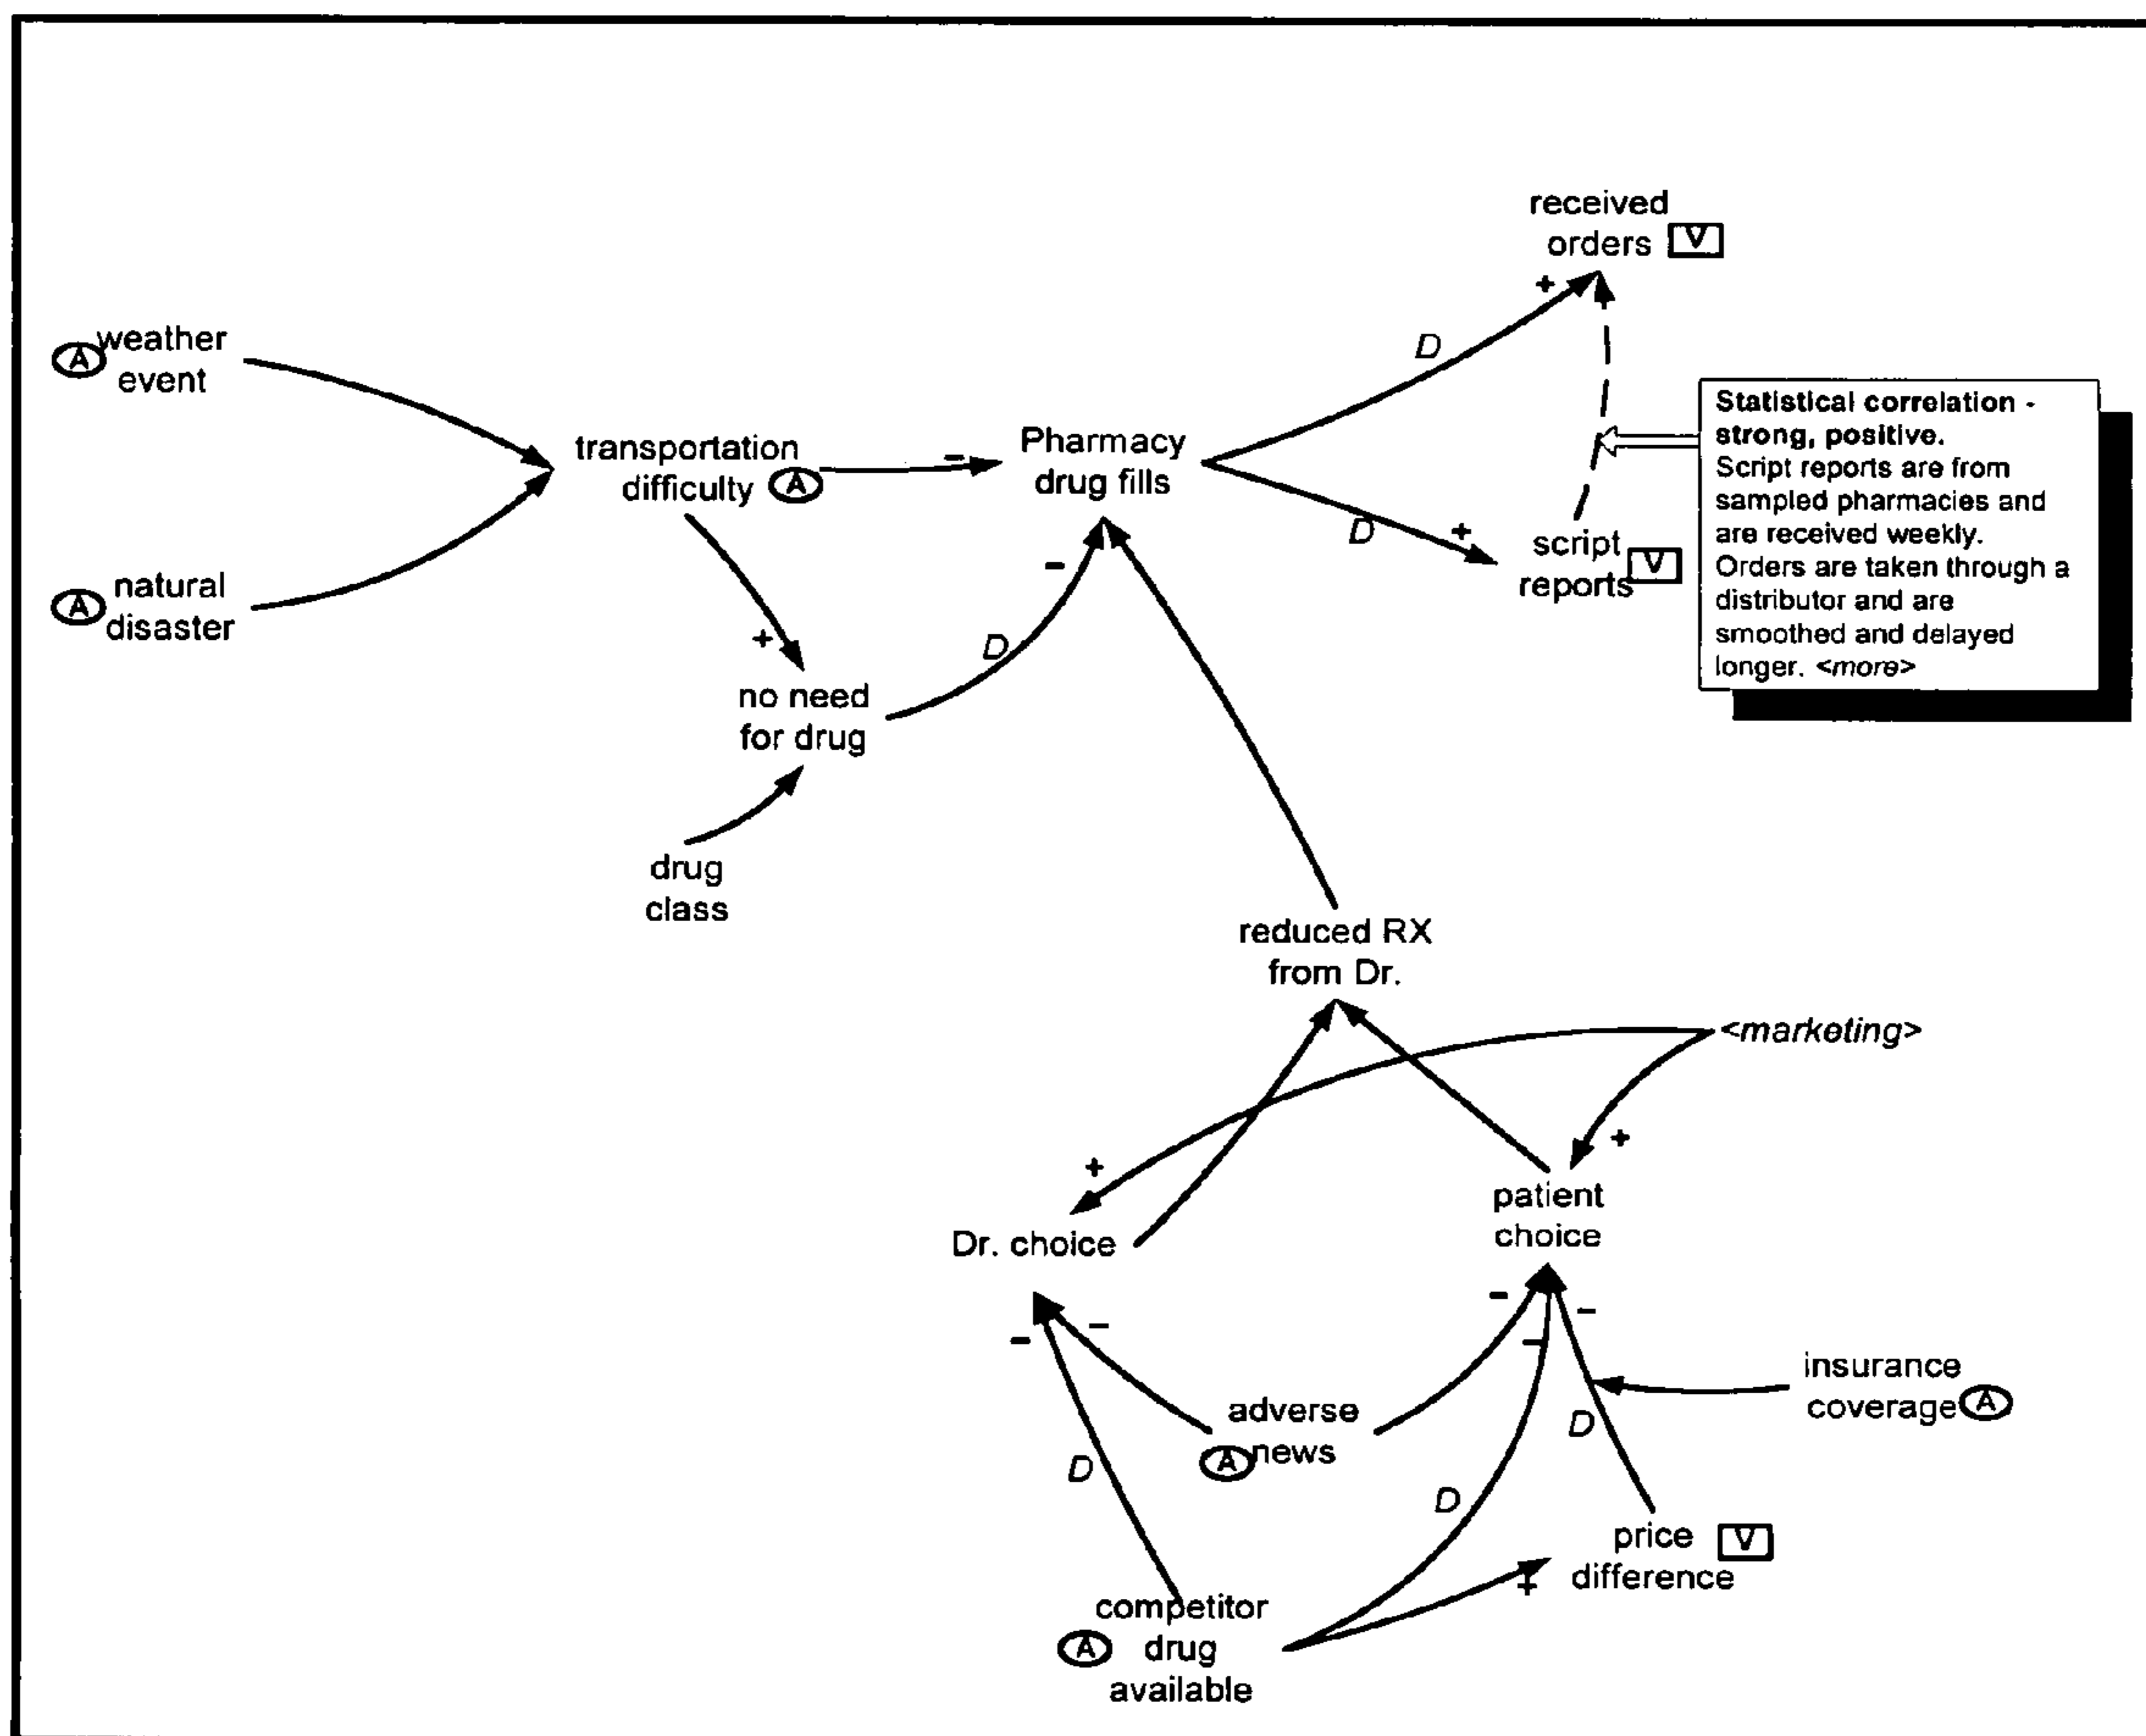 received
orders V
+
D
A weather
event
transportation
difficulty A
-
Pharmacy
drug fills
Statistical correlation -
strong, positive.
Script reports are from
sampled pharmacies and
are received weekly.
Orders are taken through a
distributor and are
smoothed and delayed
longer. <more>
D
+
script V
reports
A natural
disaster
-
+
D
no need
for drug
drug
class
reduced RX
from Dr.
<marketing>
+
+
patient
choice
Dr. choice
-
-
-
-
-
insurance
coverage A
D
adverse
A news
D
D
price V
difference
+
competitor
A drug
available